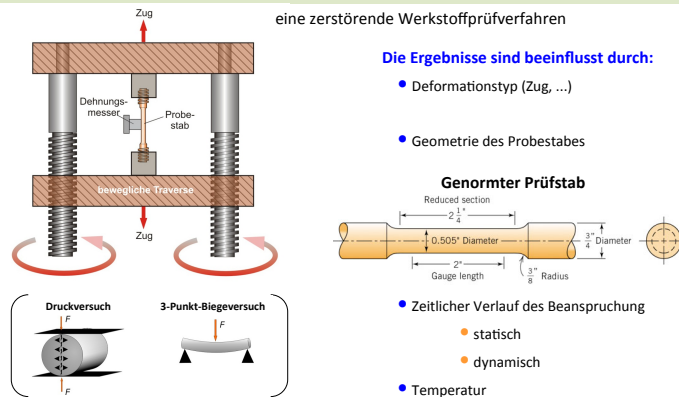 eine zerstörende Werkstoffprüfverfahren
Zug
Dehnungs-
messer
Probe-
stab
bewegliche Traverse
Zug
Druckversuch
F
F
3-Punkt-Biegeversuch
F
Die Ergebnisse sind beeinflusst durch:
• Deformationstyp (Zug, ...)
• Geometrie des Probestabes
Genormter Prüfstab
Reduced section
2 1/4"
0.505" Diameter
3/4" Diameter
2"
Gauge length
3/8" Radius
• Zeitlicher Verlauf des Beanspruchung
• statisch
• dynamisch
• Temperatur